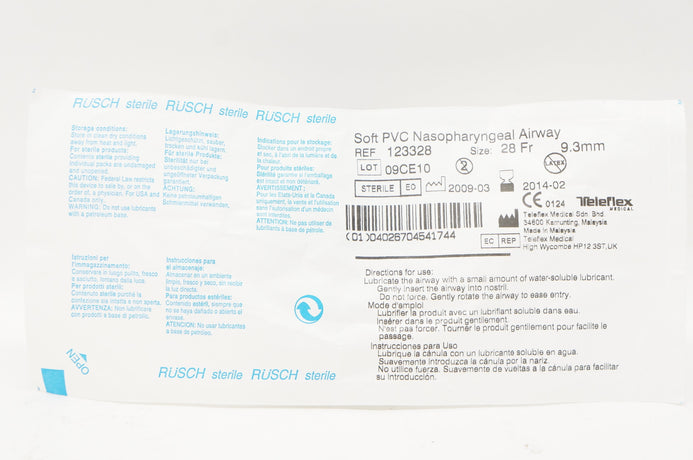 RÜSCH sterile RÜSCH sterile RÜSCH sterile
Storage conditions:
Store in clean dry conditions
away from heat and light.
For sterile products:
Contents sterile providing
individual packs are undamaged
and unopened.
CAUTION: Federal Law restricts
this device to sale by, or on the
order of, a physician. For USA and
Canada only.
WARNING: Do not use lubricants
with a petroleum base.
Lagerungshinweis:
Lichtgeschützt, sauber,
trocken und kühl lagern.
Für sterile Produkte:
Sterilität nur bei
unbeschädigter und
ungeöffneter Verpackung
garantiert.
ACHTUNG:
Keine petroleumhaltigen
Schmiermittel verwenden.
Indications pour le stockage:
Stocker dans un endroit propre
et sec, à l'abri de la lumière et de
la chaleur.
Pour produits stériles:
Stérilité garantie si l'emballage
est intact et non détérioré.
AVERTISSEMENT:
Pour les Etats-Unis et le Canada
uniquement, la vente et l'utilisation
sans l'autorisation d'un médecin
sont interdites.
ATTENTION: Ne pas utiliser de
lubrifiants à base de pétrole.
Istruzioni per
l'immagazzinamento:
Conservare in luogo pulito, fresco
e asciutto, lontano dalla luce.
Per prodotti sterili:
Contenuto sterile purché la
confezione sia intatta e non aperta.
AVVERTENZA: Non lubrificare
con prodotti a base di petrolio.
Instrucciones para
el almacenaje:
Almacenar en un ambiente
limpio, fresco y seco, sin recibir
la luz directa.
Para productos estériles:
Contenido estéril, siempre que
no se haya dañado o abierto el
envase.
ATENCIÓN: No usar lubricantes
a base de petróleo.
OPEN
RÜSCH sterile RÜSCH sterile
Soft PVC Nasopharyngeal Airway
REF 123328 Size: 28 Fr 9.3mm
LOT 09CE10 2 LATEX
STERILE EO 2009-03 2014-02
CE 0124 Teleflex
MEDICAL
Teleflex Medical Sdn. Bhd.
34600 Kamunting, Malaysia
Made in Malaysia
(01)04026704541744
EC REP Teleflex Medical
High Wycombe HP12 3ST,UK
Directions for use:
Lubricate the airway with a small amount of water-soluble lubricant.
Gently insert the airway into nostril.
Do not force. Gently rotate the airway to ease entry.
Mode d'emploi
Lubrifier la produit avec un lubrifiant soluble dans eau.
Insérer dans le produit gentilement.
N'est pas forcer. Tourner le produit gentilement pour facilite le
passage.
Instrucciones para Uso
Lubrique la cánula con un lubricante soluble en agua.
Suavemente introduzca la cánula por la nariz.
No utilice fuerza. Suavemente de vueltas a la cánula para facilitar
su introducción.